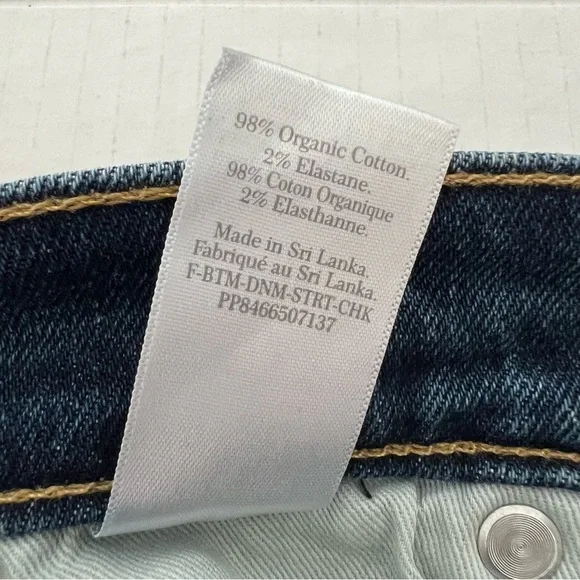 98% Organic Cotton.
2% Elastane.
98% Coton Organique
2% Elasthanne.
Made in Sri Lanka.
Fabriqué au Sri Lanka.
F-BTM-DNM-STRT-CHK
PP8466507137